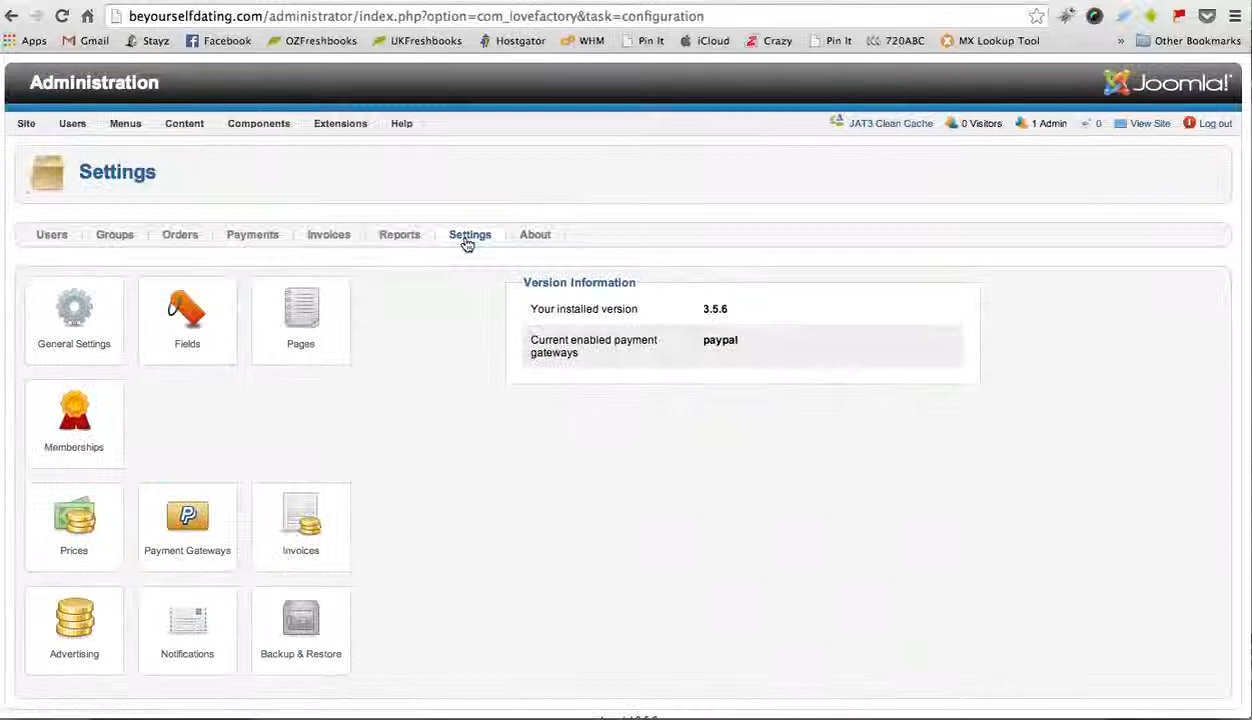 beyourselfdating.com/administrator/index.php?option=com_lovefactory&task=configuration
Apps Gmail Stayz Facebook OZFreshbooks UKFreshbooks Hostgator WHM Pin It iCloud Crazy Pin It 720ABC MX Lookup Tool » Other Bookmarks
Administration Joomla!
Site Users Menus Content Components Extensions Help JAT3 Clean Cache 0 Visitors 1 Admin 0 View Site Log out
Settings
Users Groups Orders Payments Invoices Reports Settings About
Version Information
Your installed version 3.5.6
Current enabled payment gateways paypal
General Settings Fields Pages
Memberships
Prices Payment Gateways Invoices
Advertising Notifications Backup & Restore